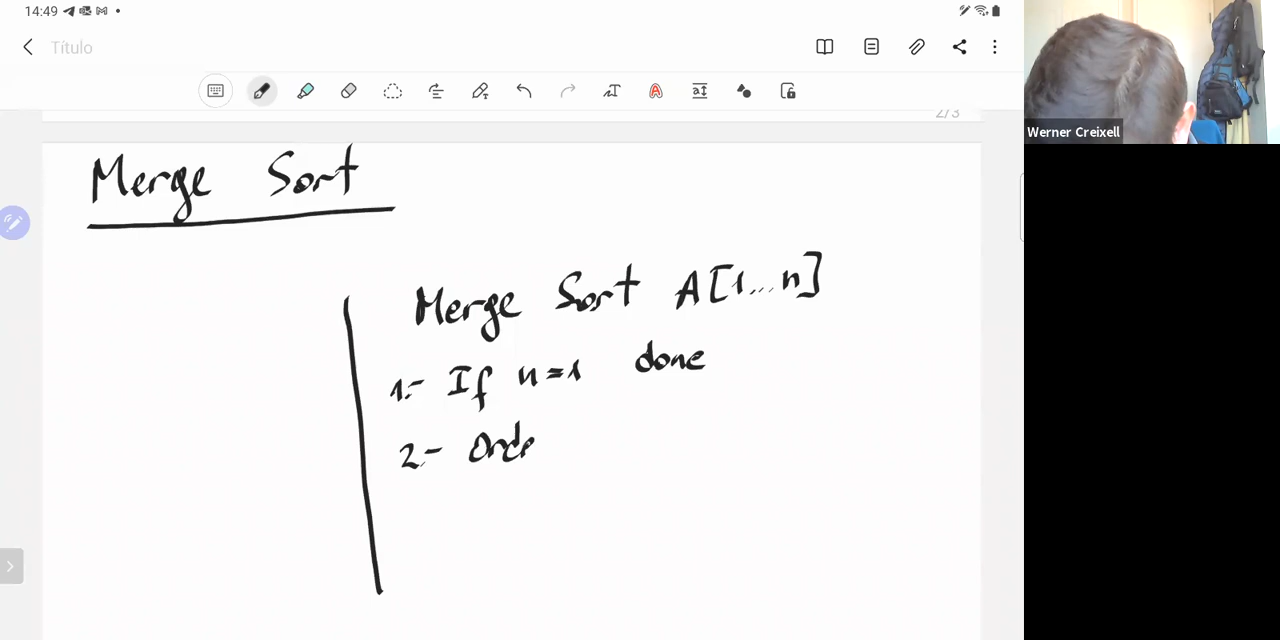 14:49
Título
2/3
Werner Creixell
Merge Sort
Merge Sort A[1...n]
1.- If n=1 done
2.- Orde